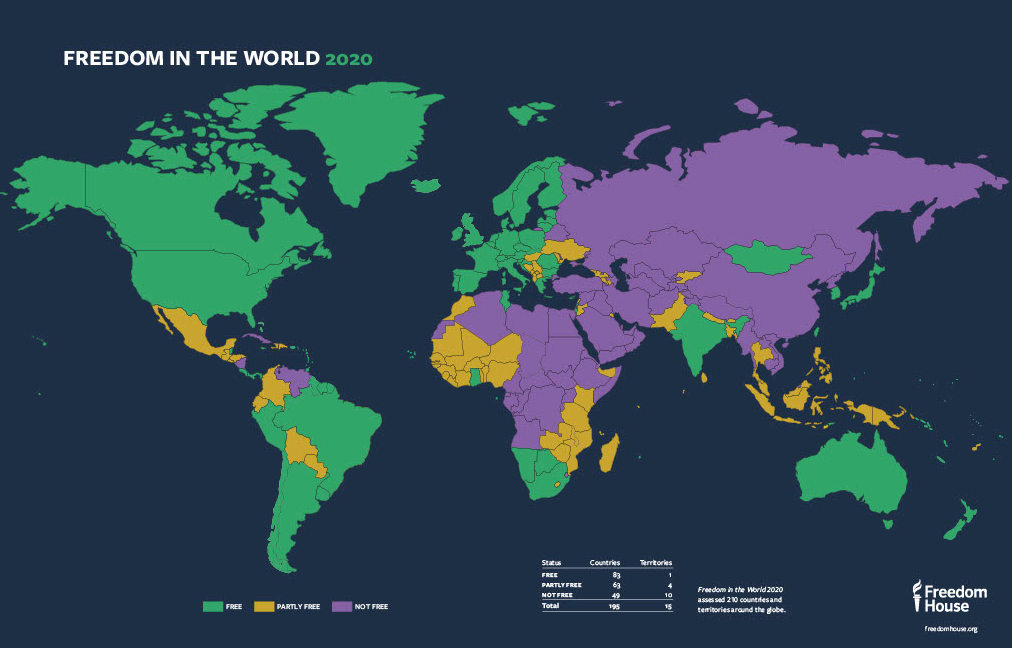 FREEDOM IN THE WORLD 2020
Status Countries Territories
FREE 83 1
PARTLY FREE 63 4
NOT FREE 49 10
Total 195 15
FREE PARTLY FREE NOT FREE
Freedom in the World 2020
assessed 210 countries and
territories around the globe.
Freedom
House
freedomhouse.org